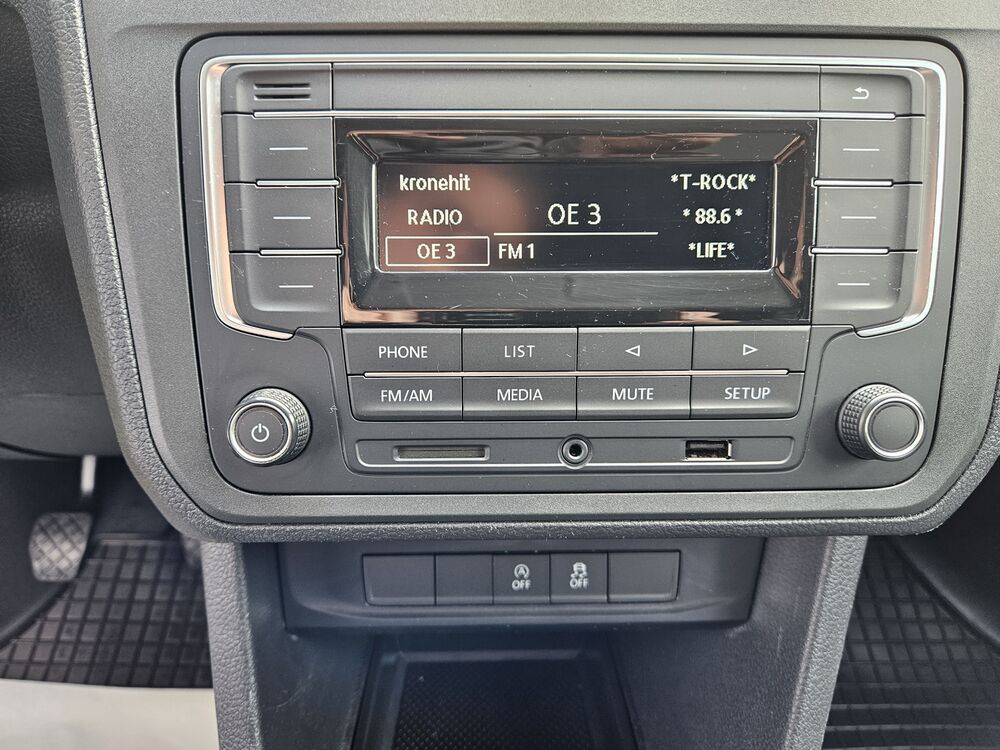 kronehit *T-ROCK*
RADIO OE 3 * 88.6 *
OE 3 FM 1 *LIFE*
PHONE LIST
FM/AM MEDIA MUTE SETUP
A OFF OFF